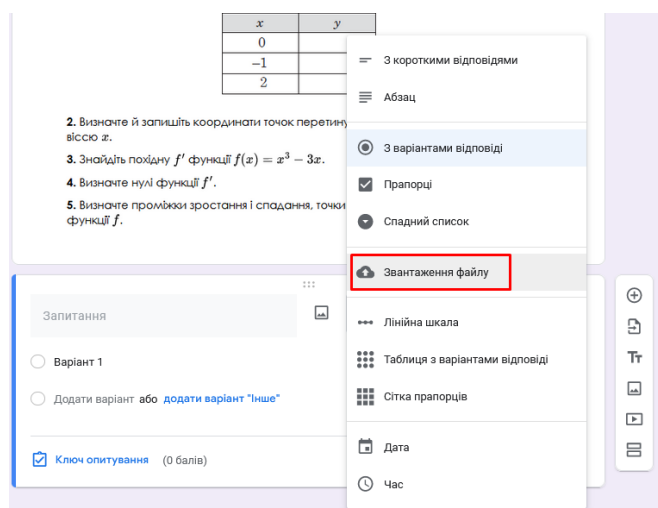 x y
0
−1
2
2. Визначте й запишіть координати точок перетину
віссю x.
3. Знайдіть похідну f′ функції f(x) = x³ − 3x.
4. Визначте нулі функції f′.
5. Визначте проміжки зростання і спадання, точки
функції f.
З короткими відповідями
Абзац
З варіантами відповіді
Прапорці
Спадний список
Звантаження файлу
Лінійна шкала
Таблиця з варіантами відповіді
Сітка прапорців
Дата
Час
Запитання
Варіант 1
Додати варіант або додати варіант "Інше"
Ключ опитування (0 балів)
Тт